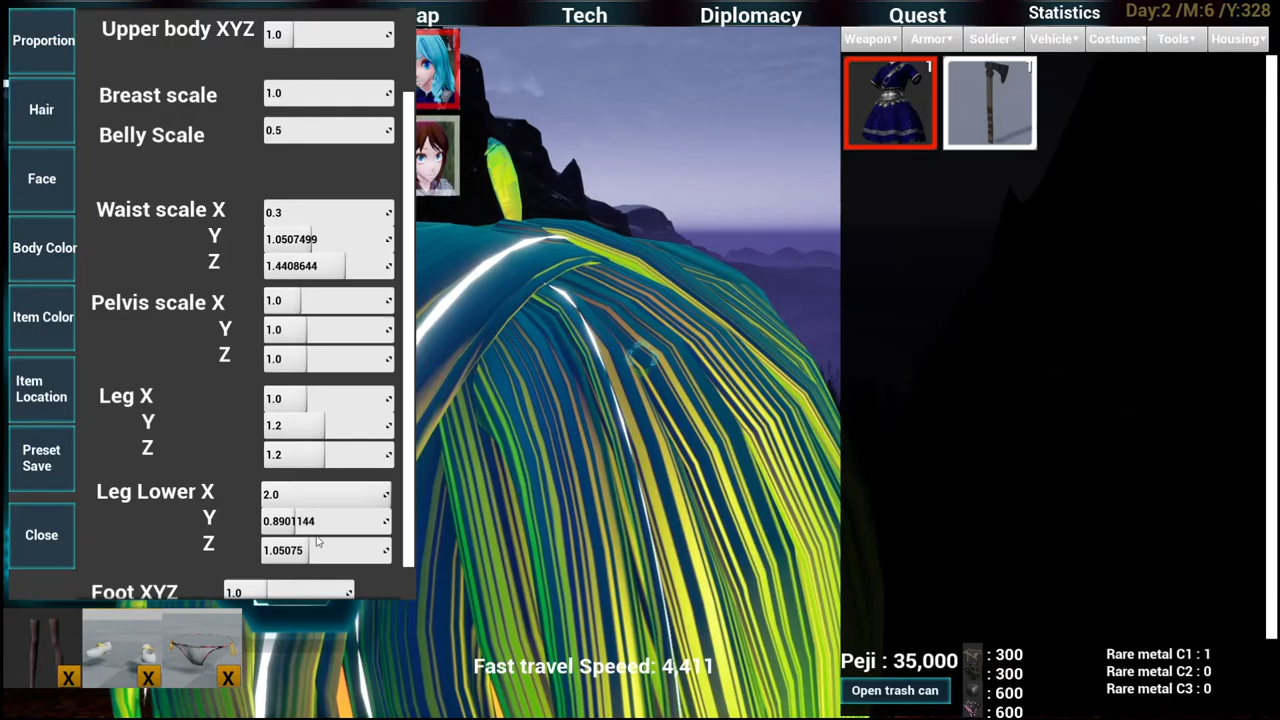 ap
Tech
Diplomacy
Quest
Statistics
Day:2 /M:6 /Y:328
Weapon
Armor
Soldier
Vehicle
Costume
Tools
Housing
1
1
Proportion
Hair
Face
Body Color
Item Color
Item
Location
Preset
Save
Close
Upper body XYZ
1.0
Breast scale
1.0
Belly Scale
0.5
Waist scale X
0.3
Y
1.0507499
Z
1.4408644
Pelvis scale X
1.0
Y
1.0
Z
1.0
Leg X
1.0
Y
1.2
Z
1.2
Leg Lower X
2.0
Y
0.8901144
Z
1.05075
Foot XYZ
1.0
X
X
X
Fast travel Speeed: 4,411
Peji : 35,000
Open trash can
: 300
: 300
: 600
: 600
Rare metal C1 : 1
Rare metal C2 : 0
Rare metal C3 : 0